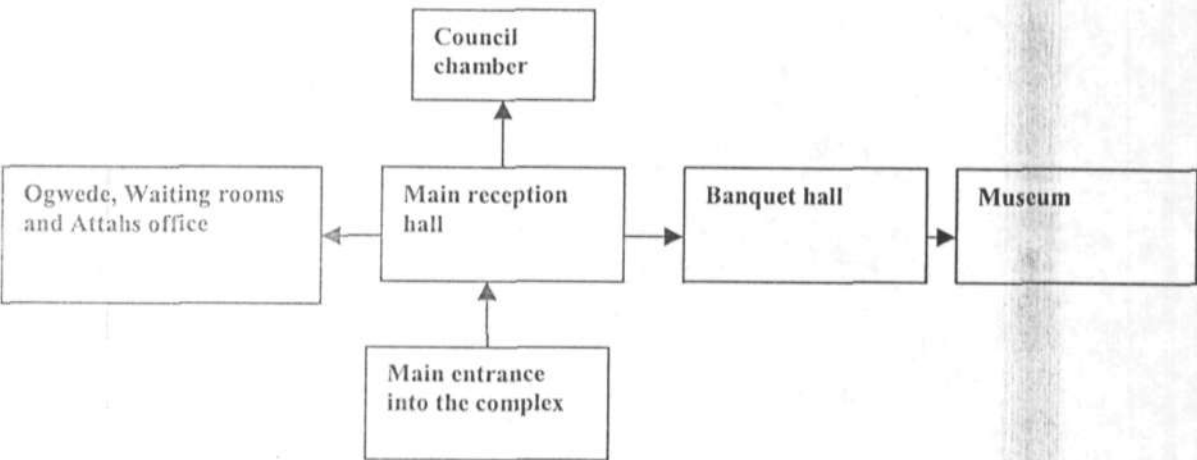 Council
chamber
Ogwede, Waiting rooms
and Attahs office
Main reception
hall
Banquet hall
Museum
Main entrance
into the complex